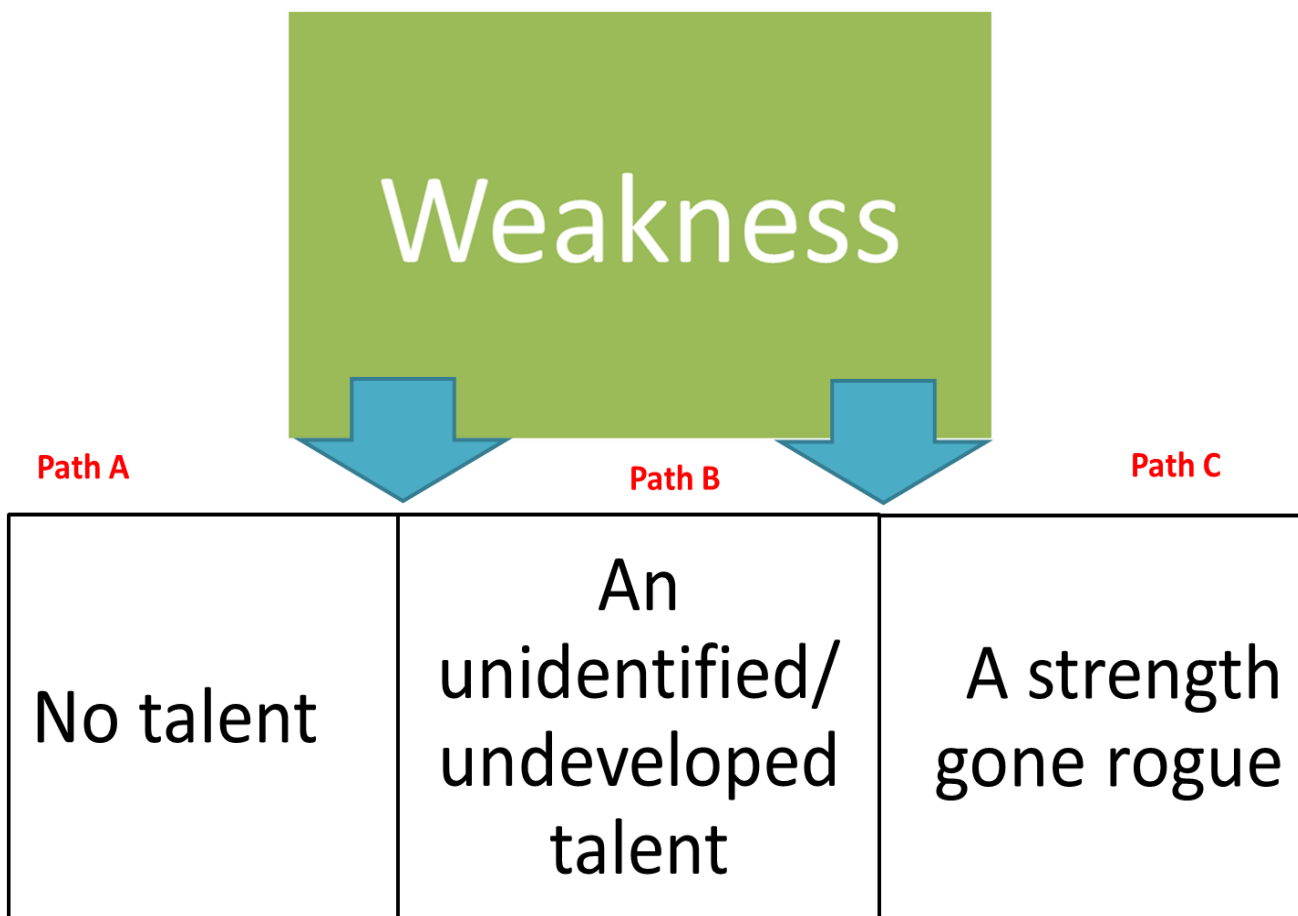 Weakness
Path A
Path B
Path C
No talent
An
unidentified/
undeveloped
talent
A strength
gone rogue